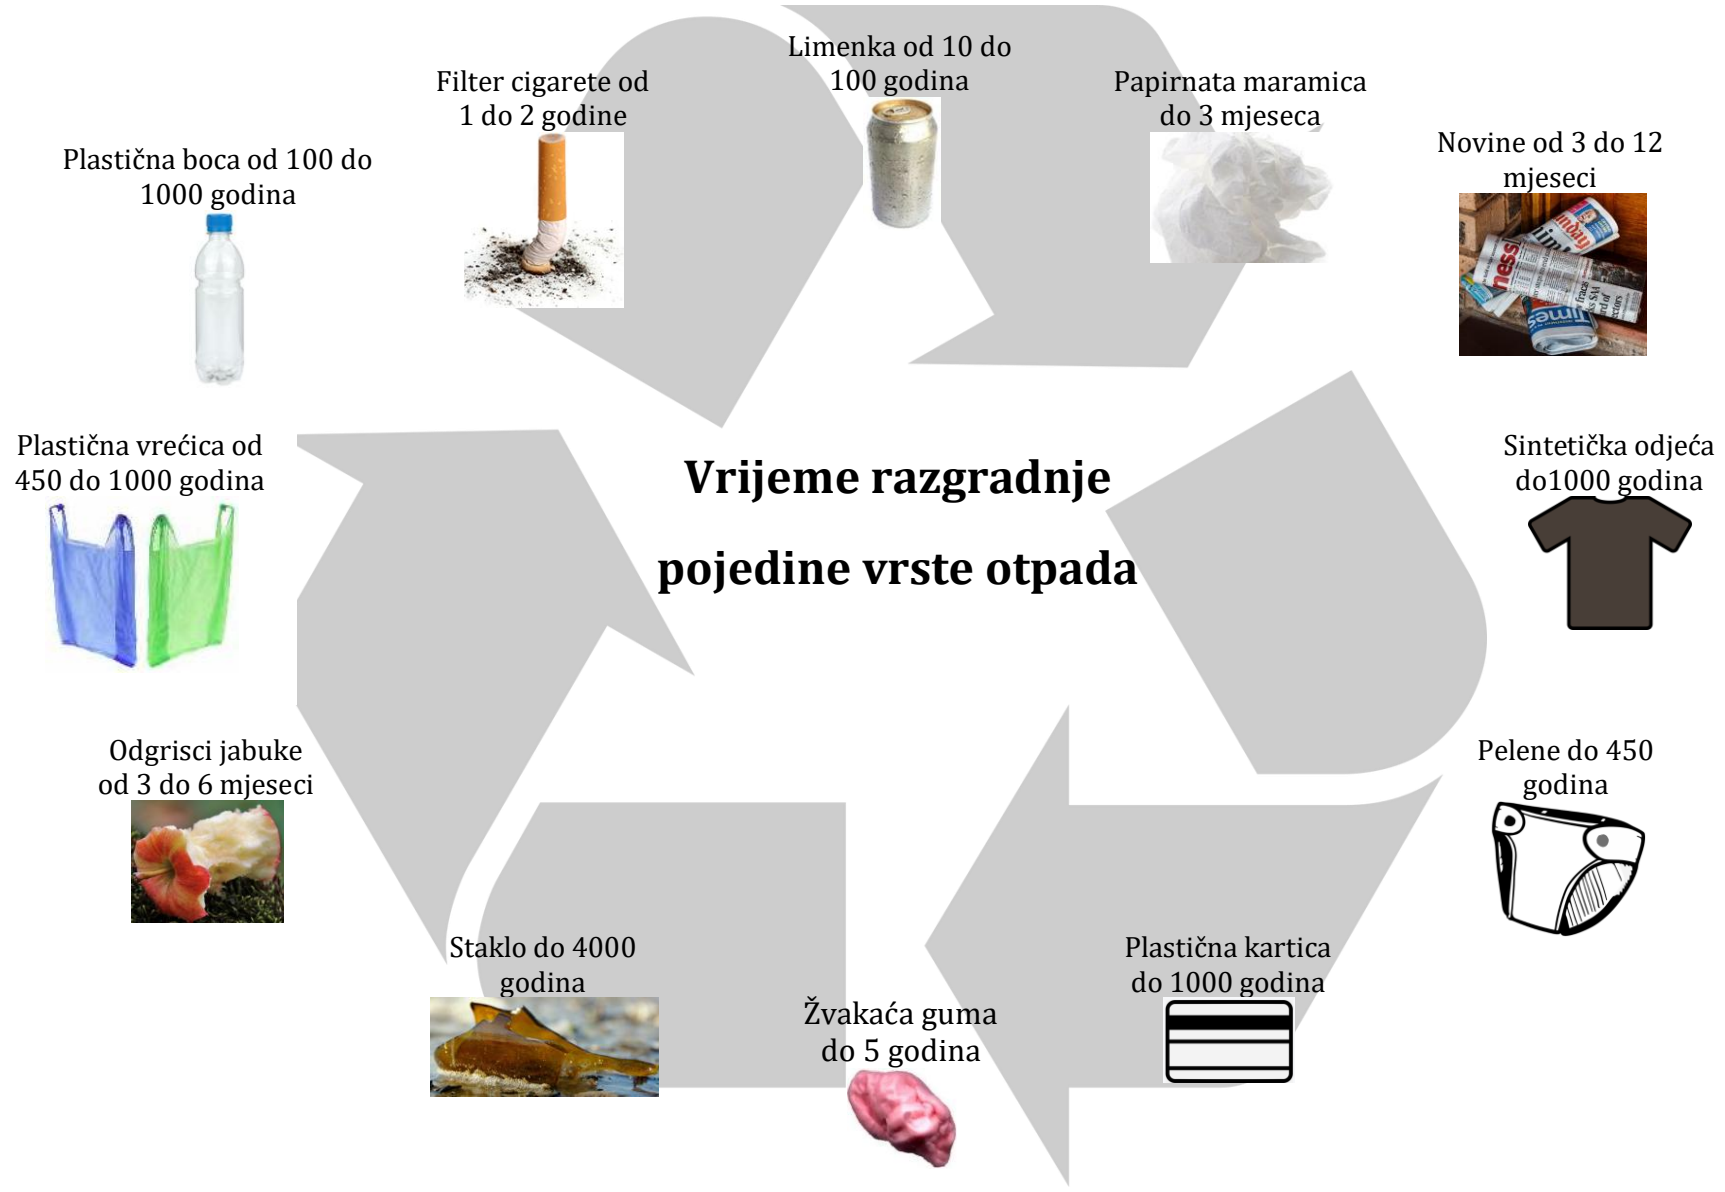 Limenka od 10 do
100 godina
Filter cigarete od
1 do 2 godine
Papirnata maramica
do 3 mjeseca
Novine od 3 do 12
mjeseci
ness
Times
Plastična boca od 100 do
1000 godina
Plastična vrećica od
450 do 1000 godina
Vrijeme razgradnje
pojedine vrste otpada
Sintetička odjeća
do1000 godina
Odgrisci jabuke
od 3 do 6 mjeseci
Pelene do 450
godina
Staklo do 4000
godina
Žvakaća guma
do 5 godina
Plastična kartica
do 1000 godina